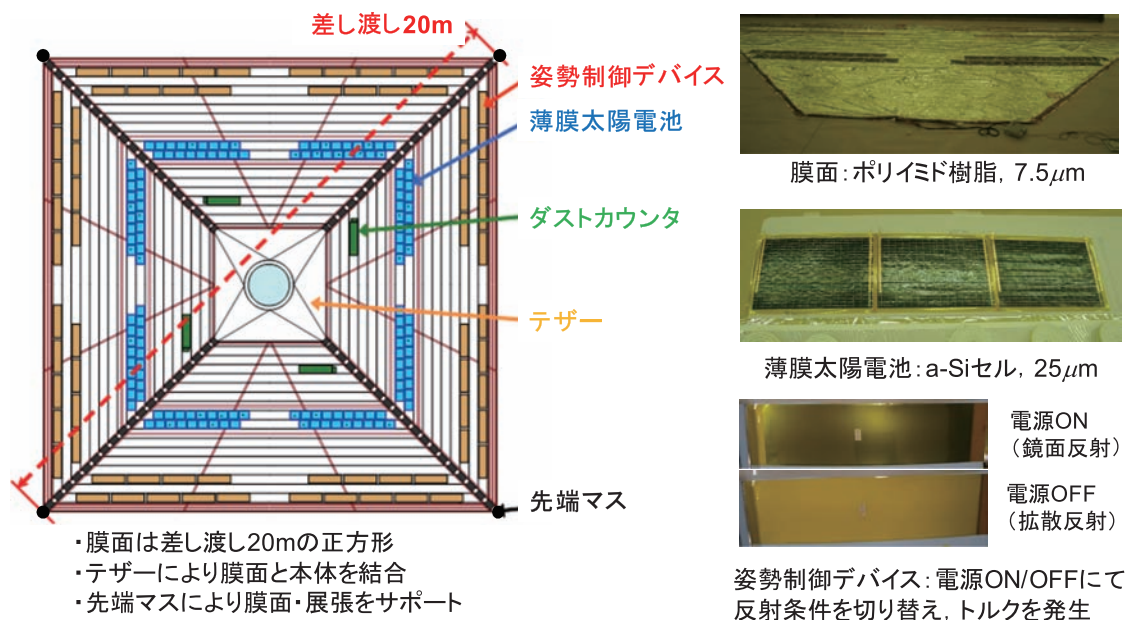 差し渡し20m
姿勢制御デバイス
薄膜太陽電池
ダストカウンタ
テザー
先端マス
・膜面は差し渡し20mの正方形
・テザーにより膜面と本体を結合
・先端マスにより膜面・展張をサポート
膜面：ポリイミド樹脂，7.5μm
薄膜太陽電池：a-Siセル，25μm
電源ON
（鏡面反射）
電源OFF
（拡散反射）
姿勢制御デバイス：電源ON/OFFにて
反射条件を切り替え，トルクを発生